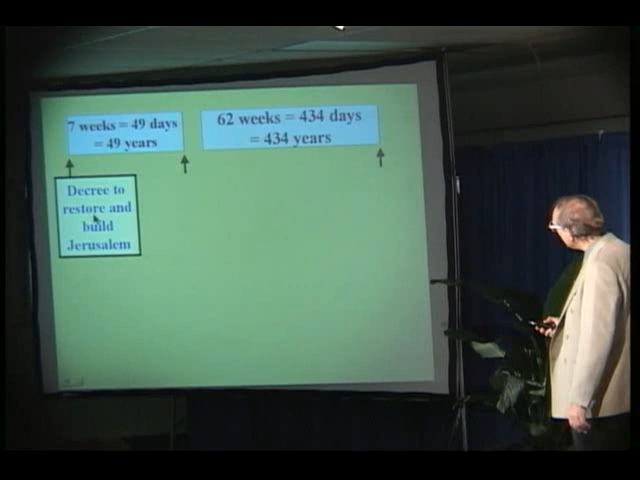 7 weeks = 49 days
= 49 years
62 weeks = 434 days
= 434 years
Decree to
restore and
build
Jerusalem